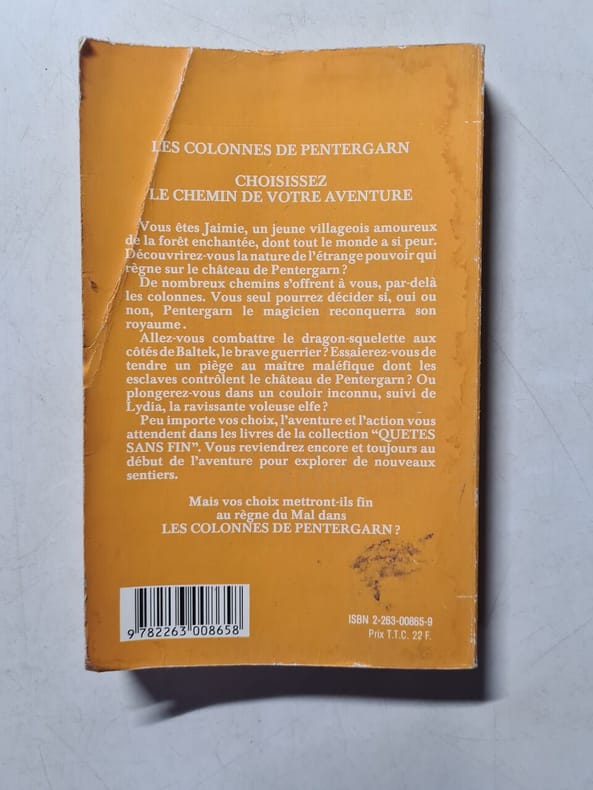 LES COLONNES DE PENTERGARN
CHOISISSEZ
LE CHEMIN DE VOTRE AVENTURE
Vous êtes Jaimie, un jeune villageois amoureux
de la forêt enchantée, dont tout le monde a si peur.
Découvrirez-vous la nature de l'étrange pouvoir qui
règne sur le château de Pentergarn ?
De nombreux chemins s'offrent à vous, par-delà
les colonnes. Vous seul pourrez décider si, oui ou
non, Pentergarn le magicien reconquerra son
royaume.
Allez-vous combattre le dragon-squelette aux
côtés de Baltek, le brave guerrier ? Essaierez-vous de
tendre un piège au maître maléfique dont les
esclaves contrôlent le château de Pentergarn ? Ou
plongerez-vous dans un couloir inconnu, suivi de
Lydia, la ravissante voleuse elfe ?
Peu importe vos choix, l'aventure et l'action vous
attendent dans les livres de la collection "QUETES
SANS FIN". Vous reviendrez encore et toujours au
début de l'aventure pour explorer de nouveaux
sentiers.
Mais vos choix mettront-ils fin
au règne du Mal dans
LES COLONNES DE PENTERGARN ?
ISBN 2-263-00865-9
Prix T.T.C. 22 F.
9 782263 008658